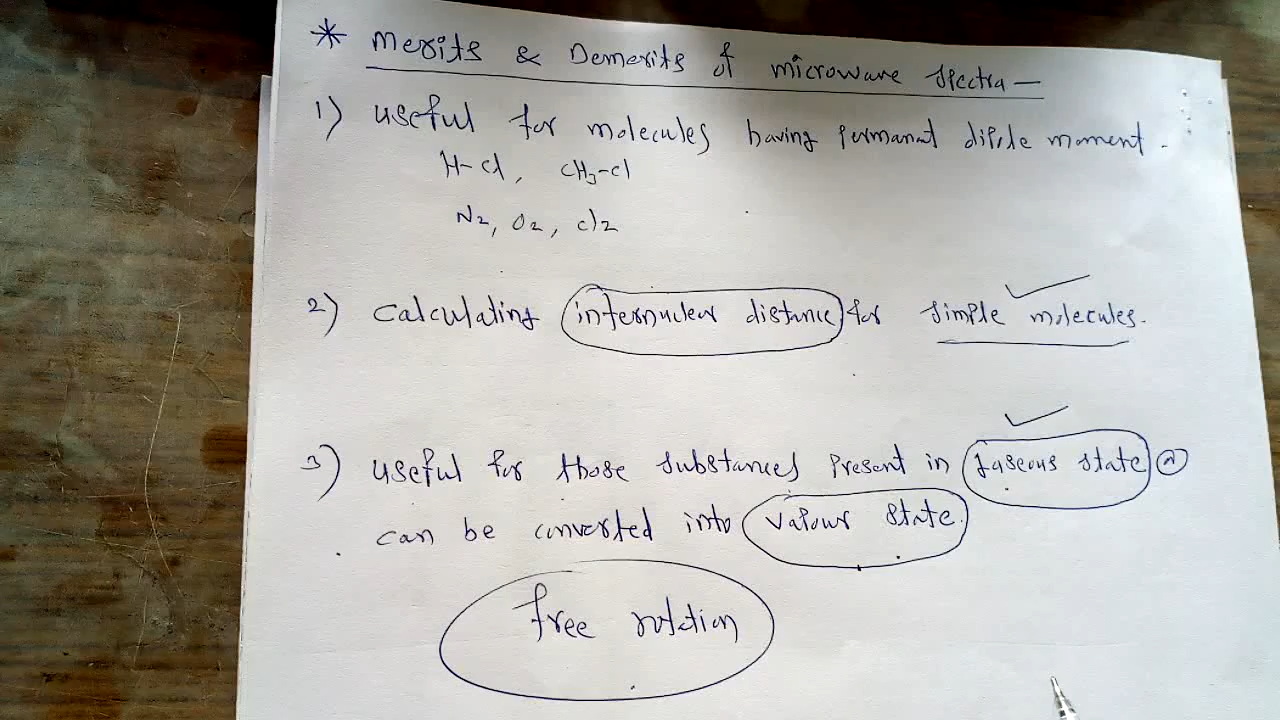 * Merits & Demerits of microwave spectra –
1) useful for molecules having permanat dipole moment.
H-Cl, CH3-Cl
N2, O2, Cl2
2) calculating internuclear distance for simple molecules.
3) useful for those substances present in gaseous state (or)
can be converted into vapour state.
free rotation